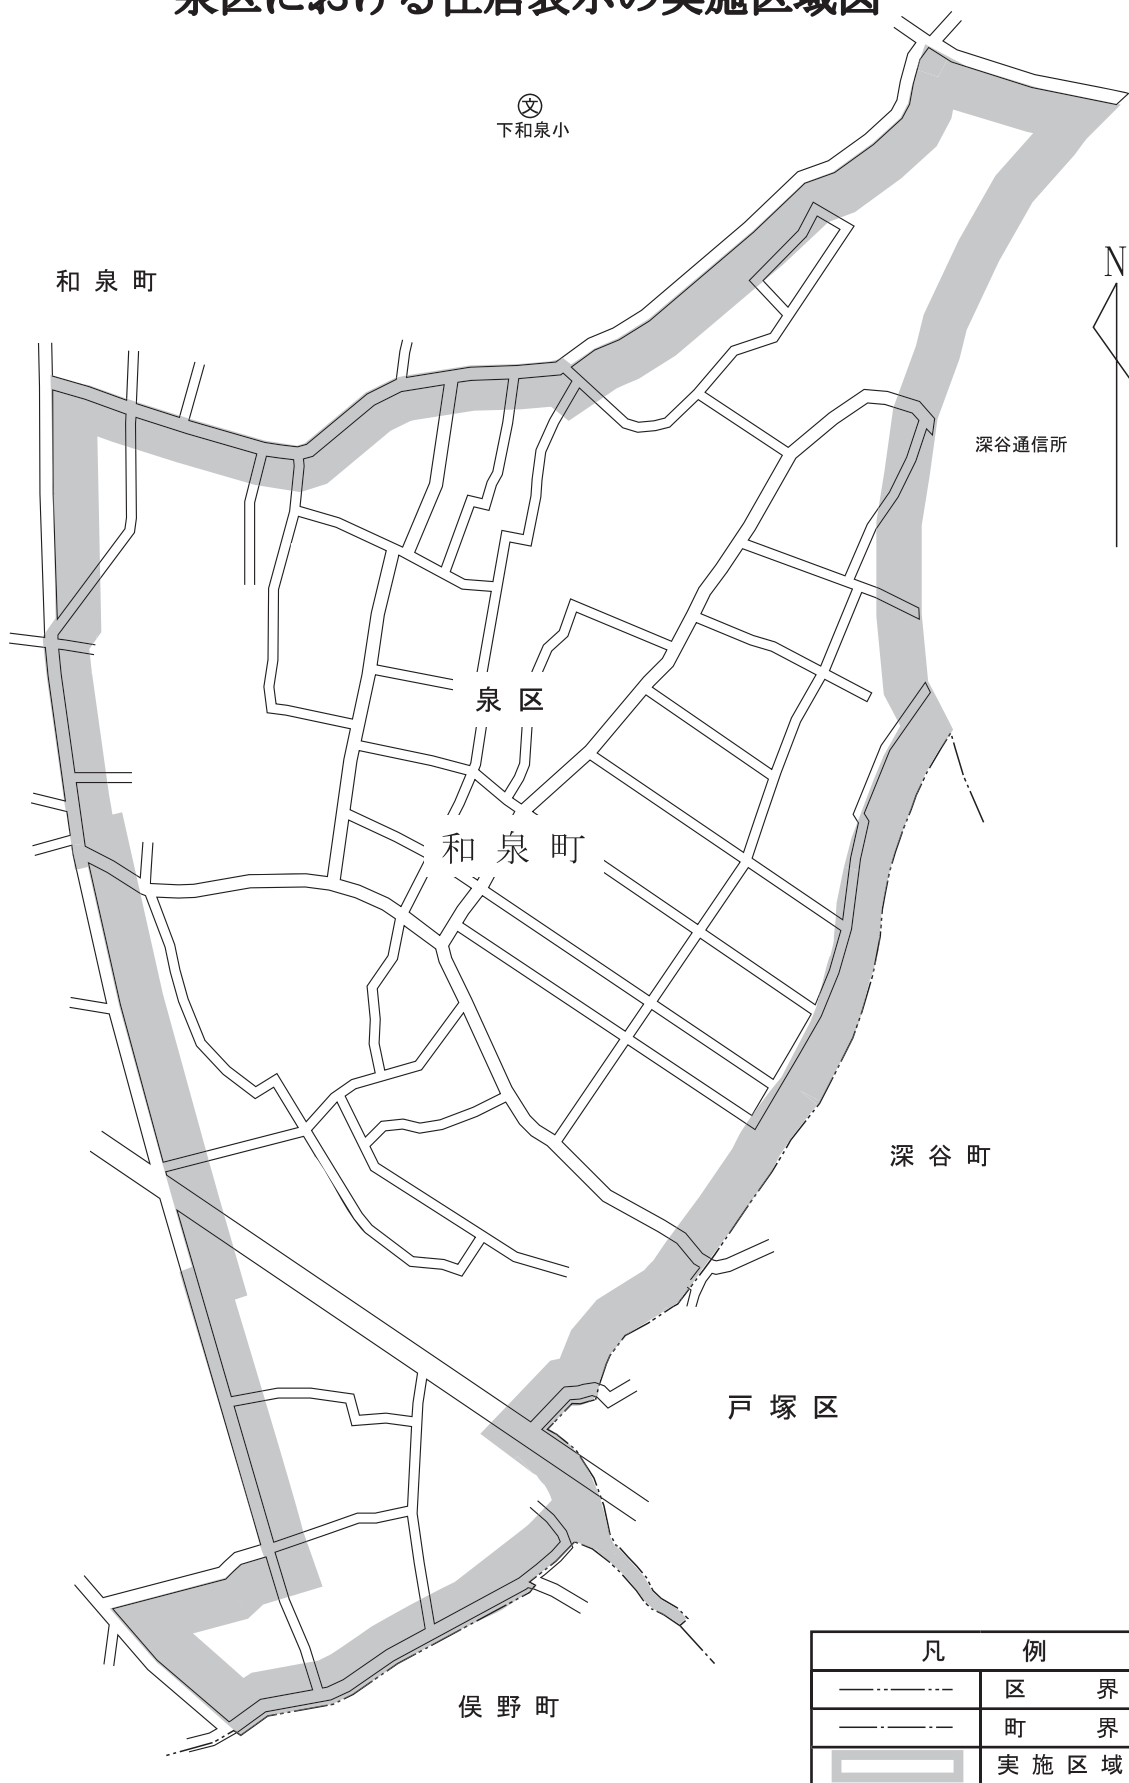 泉区における住居表示の実施区域図
文
下和泉小
和泉町
N
深谷通信所
泉区
和泉町
深谷町
戸塚区
俣野町
凡例
区界
町界
実施区域